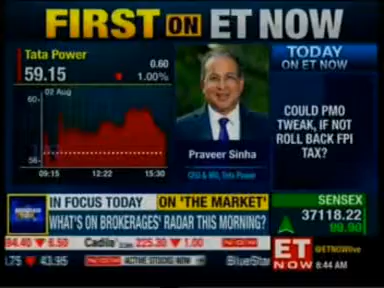 FIRST ON ET NOW
Tata Power
59.15
0.60
1.00%
02 Aug
60
56
09:15
12:22
15:30
Praveer Sinha
CEO & MD, Tata Power
TODAY
ON ET NOW
COULD PMO
TWEAK, IF NOT
ROLL BACK FPI
TAX?
IN FOCUS TODAY
ON 'THE MARKET'
WHAT'S ON BROKERAGES' RADAR THIS MORNING?
SENSEX
37118.22
99.90
94.40 6.50 Cadila 225.30 1.00
.75 43.95 ACTIVE STOCKS NOW BlueStar
ET
NOW
@ETNOWlive
8:44 AM